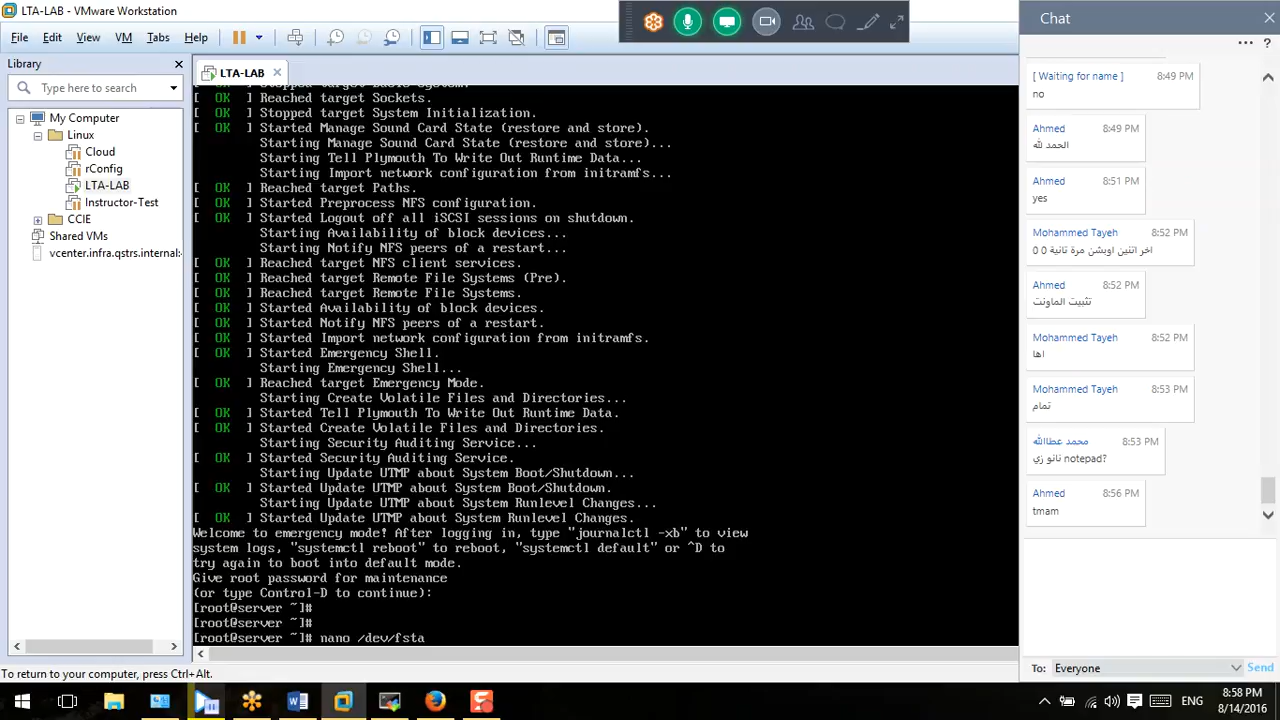 LTA-LAB - VMware Workstation
File Edit View VM Tabs Help
Library
Type here to search
My Computer
Linux
Cloud
rConfig
LTA-LAB
Instructor-Test
CCIE
Shared VMs
vcenter.infra.qstrs.internal:
LTA-LAB
[ OK ] Stopped target Basic System.
[ OK ] Reached target Sockets.
[ OK ] Stopped target System Initialization.
[ OK ] Started Manage Sound Card State (restore and store).
Starting Manage Sound Card State (restore and store)...
Starting Tell Plymouth To Write Out Runtime Data...
Starting Import network configuration from initramfs...
[ OK ] Reached target Paths.
[ OK ] Started Preprocess NFS configuration.
[ OK ] Started Logout off all iSCSI sessions on shutdown.
Starting Availability of block devices...
Starting Notify NFS peers of a restart...
[ OK ] Reached target NFS client services.
[ OK ] Reached target Remote File Systems (Pre).
[ OK ] Reached target Remote File Systems.
[ OK ] Started Availability of block devices.
[ OK ] Started Notify NFS peers of a restart.
[ OK ] Started Import network configuration from initramfs.
[ OK ] Started Emergency Shell.
Starting Emergency Shell...
[ OK ] Reached target Emergency Mode.
Starting Create Volatile Files and Directories...
[ OK ] Started Tell Plymouth To Write Out Runtime Data.
[ OK ] Started Create Volatile Files and Directories.
Starting Security Auditing Service...
[ OK ] Started Security Auditing Service.
Starting Update UTMP about System Boot/Shutdown...
[ OK ] Started Update UTMP about System Boot/Shutdown.
Starting Update UTMP about System Runlevel Changes...
[ OK ] Started Update UTMP about System Runlevel Changes.
Welcome to emergency mode! After logging in, type "journalctl -xb" to view
system logs, "systemctl reboot" to reboot, "systemctl default" or ^D to
try again to boot into default mode.
Give root password for maintenance
(or type Control-D to continue):
[root@server ~]#
[root@server ~]#
[root@server ~]# nano /dev/fsta
To return to your computer, press Ctrl+Alt.
Chat
[ Waiting for name ] 8:49 PM
no
Ahmed 8:49 PM
الحمد لله
Ahmed 8:51 PM
yes
Mohammed Tayeh 8:52 PM
اخر اتنين اوبشن مرة تانية 0 0
Ahmed 8:52 PM
تثبيت الماونت
Mohammed Tayeh 8:52 PM
اها
Mohammed Tayeh 8:53 PM
تمام
محمد عطاالله 8:53 PM
نانو زي notepad?
Ahmed 8:56 PM
tmam
To: Everyone Send
ENG
8:58 PM
8/14/2016